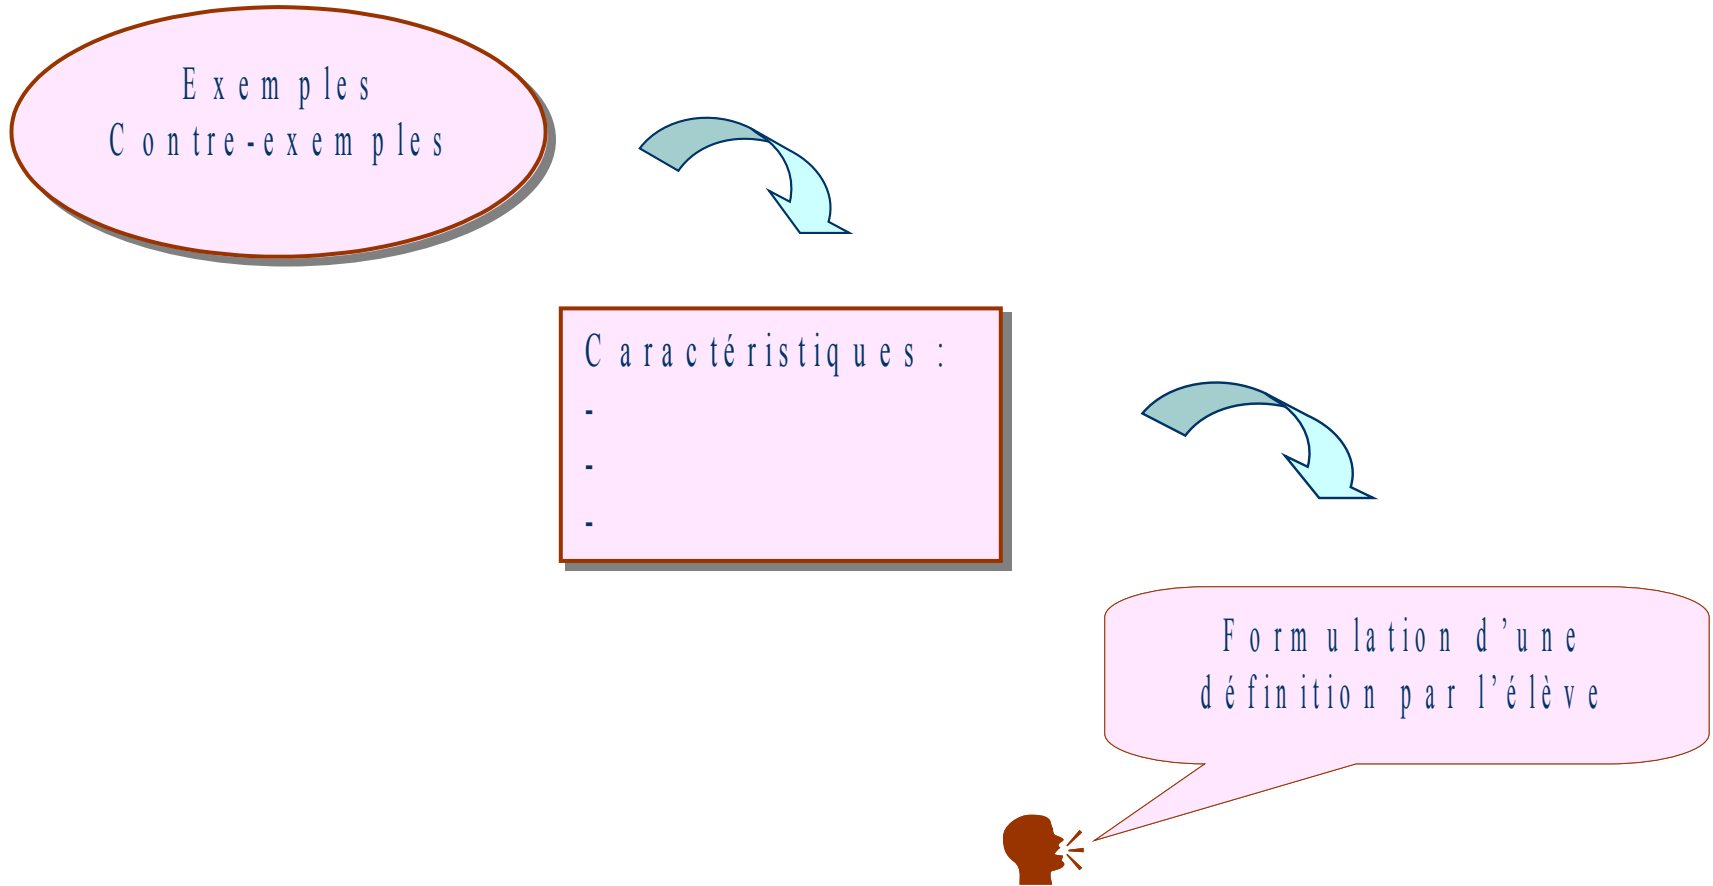 Exemples
Contre-exemples
Caractéristiques :
-
-
-
Formulation d’une
définition par l’élève